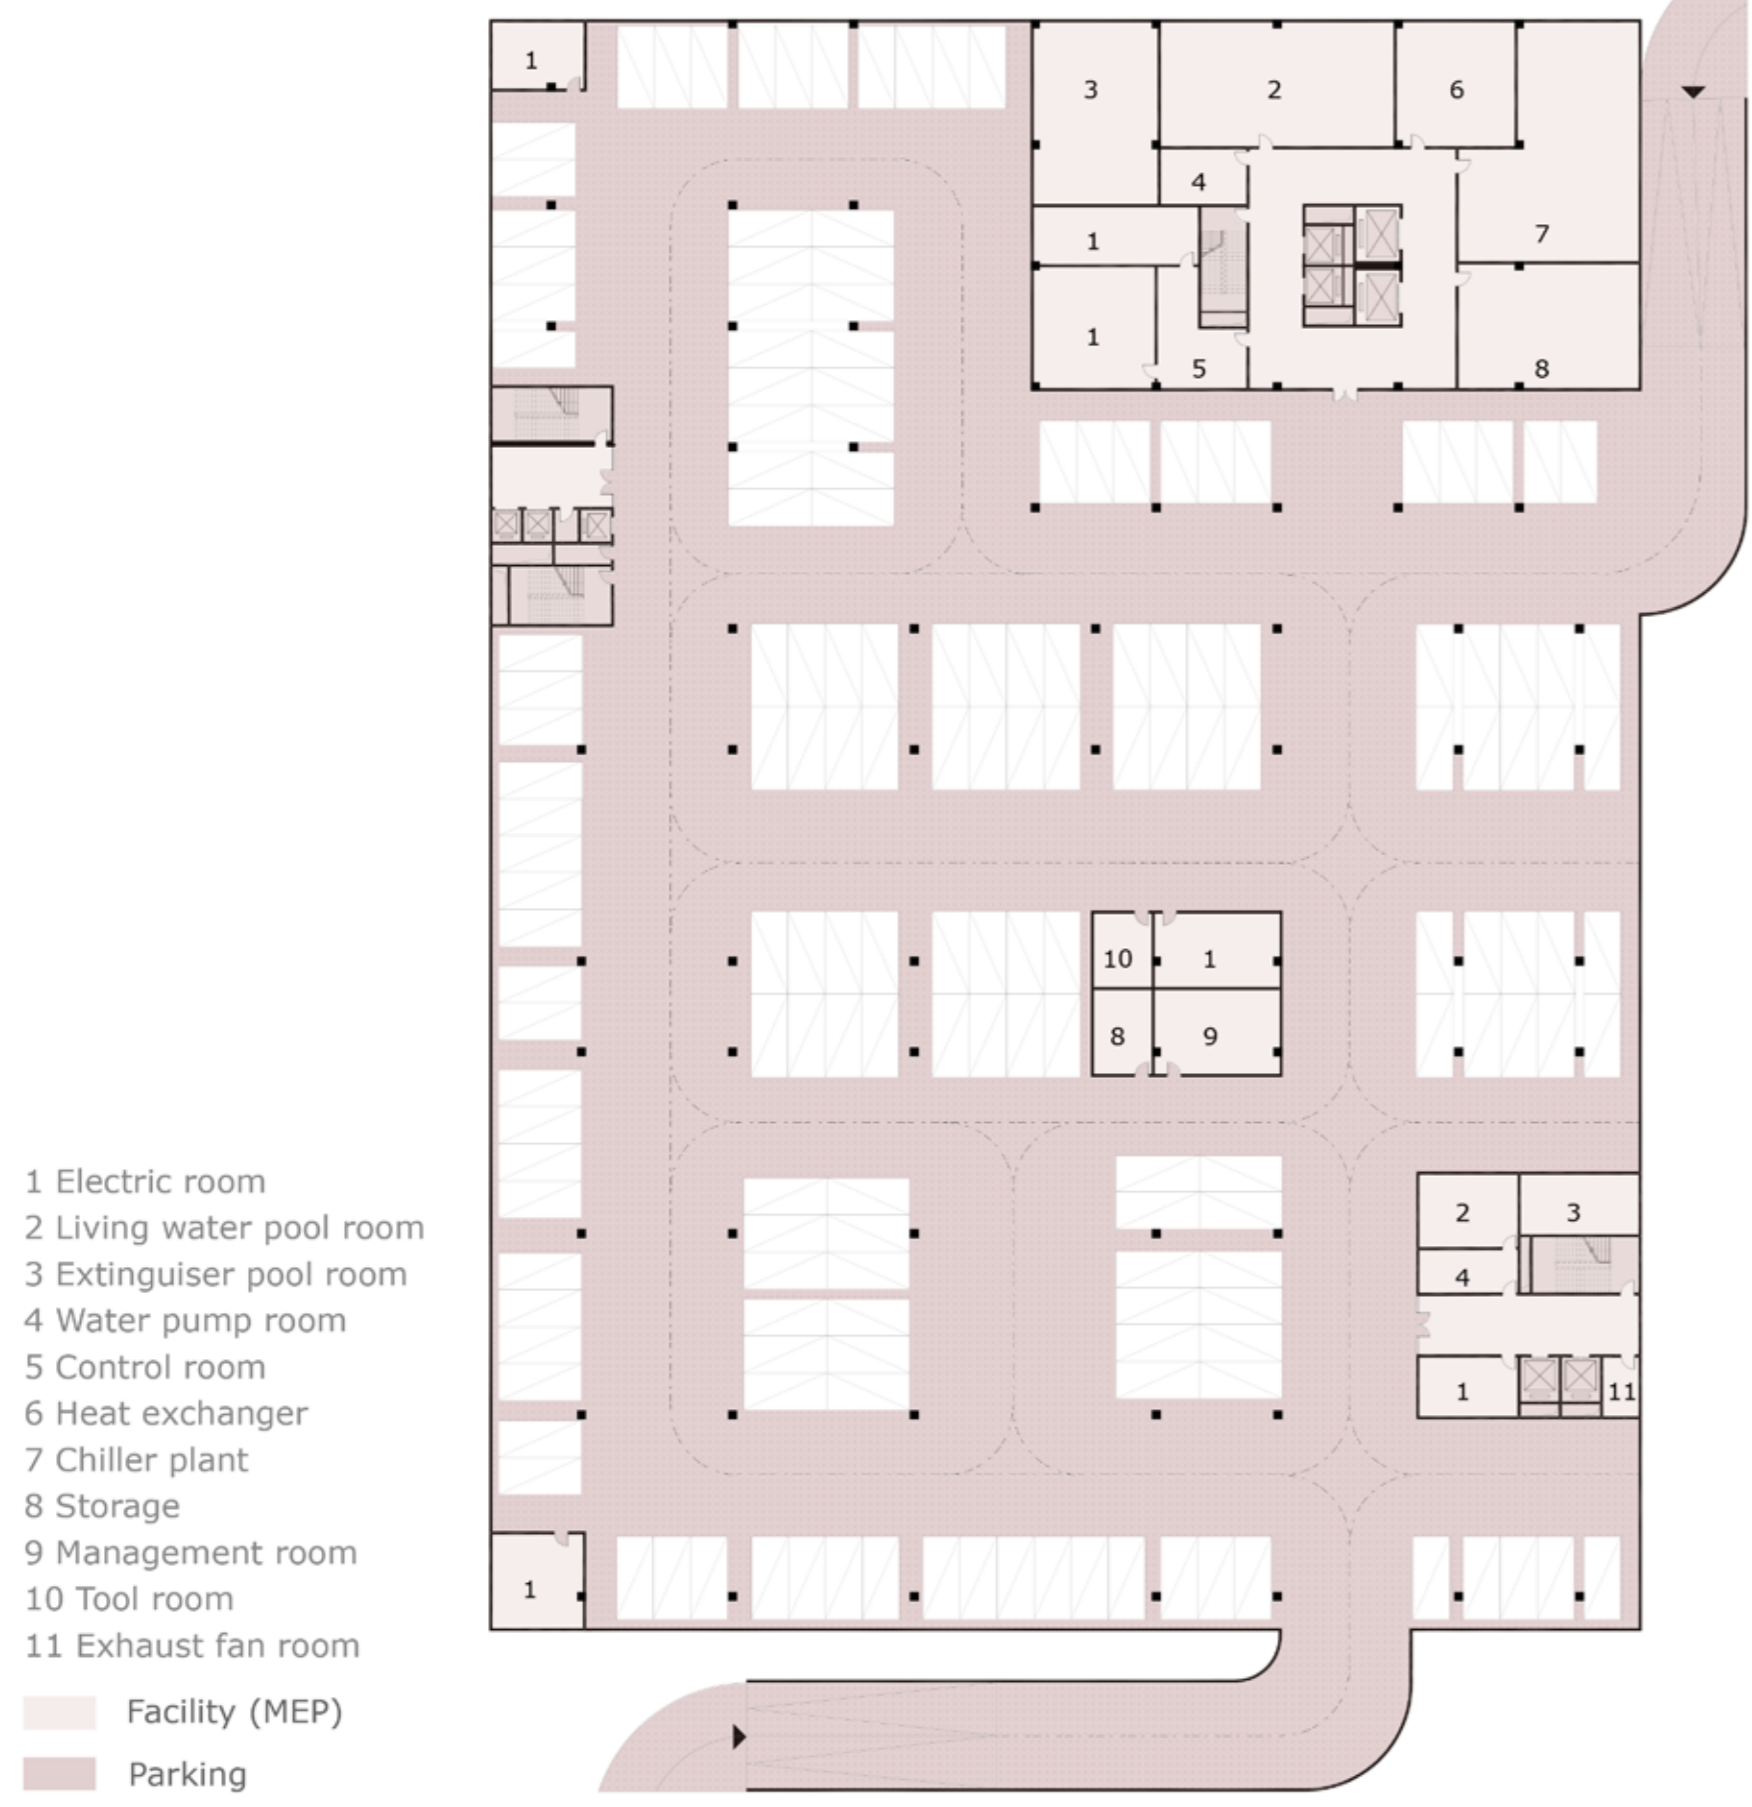 1
3
2
6
4
1
7
1
5
8
10
1
8
9
2
3
4
1
11
1
1 Electric room
2 Living water pool room
3 Extinguiser pool room
4 Water pump room
5 Control room
6 Heat exchanger
7 Chiller plant
8 Storage
9 Management room
10 Tool room
11 Exhaust fan room
Facility (MEP)
Parking